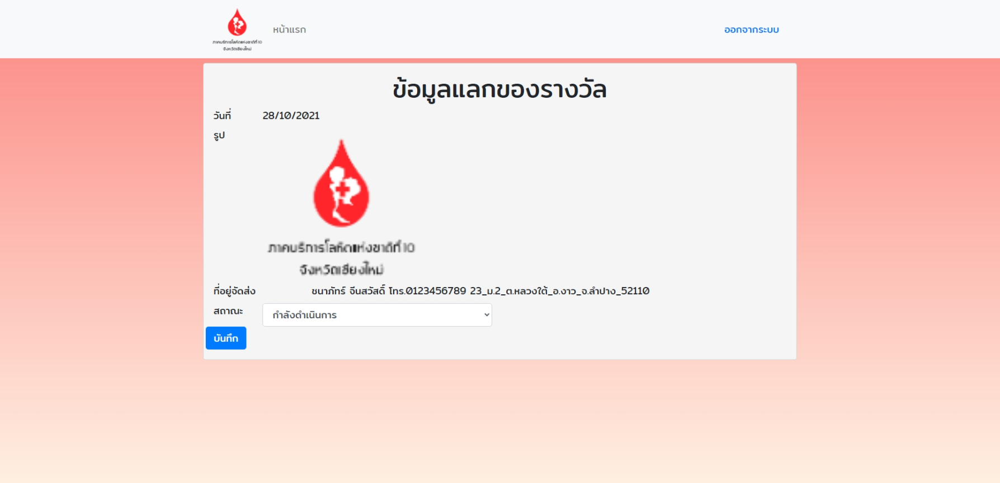 ภาคบริการโลหิตแห่งชาติที่ 10
จังหวัดเชียงใหม่
หน้าแรก
ออกจากระบบ
ข้อมูลแลกของรางวัล
วันที่ 28/10/2021
รูป
ภาคบริการโลหิตแห่งชาติที่ 10
จังหวัดเชียงใหม่
ที่อยู่จัดส่ง ชนาภัทร์ จีนสวัสดิ์ โทร.0123456789 23_ม.2_ต.หลวงใต้_อ.งาว_จ.ลำปาง_52110
สถาณะ กำลังดำเนินการ
บันทึก